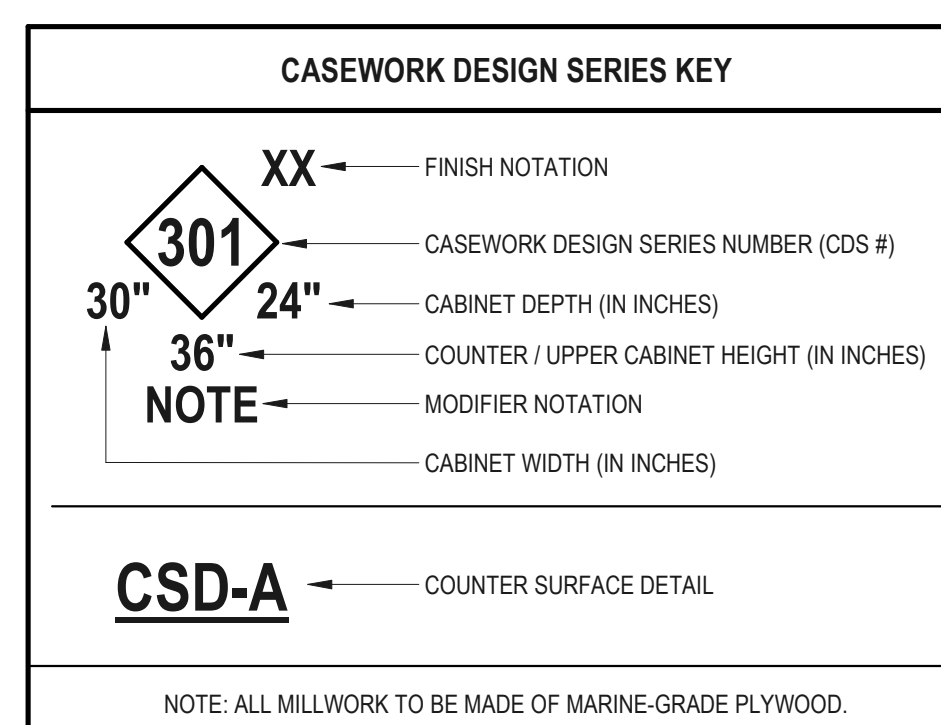 CASEWORK DESIGN SERIES KEY
XX
FINISH NOTATION
301
CASEWORK DESIGN SERIES NUMBER (CDS #)
30"
24"
CABINET DEPTH (IN INCHES)
36"
COUNTER / UPPER CABINET HEIGHT (IN INCHES)
NOTE
MODIFIER NOTATION
CABINET WIDTH (IN INCHES)
CSD-A
COUNTER SURFACE DETAIL
NOTE: ALL MILLWORK TO BE MADE OF MARINE-GRADE PLYWOOD.